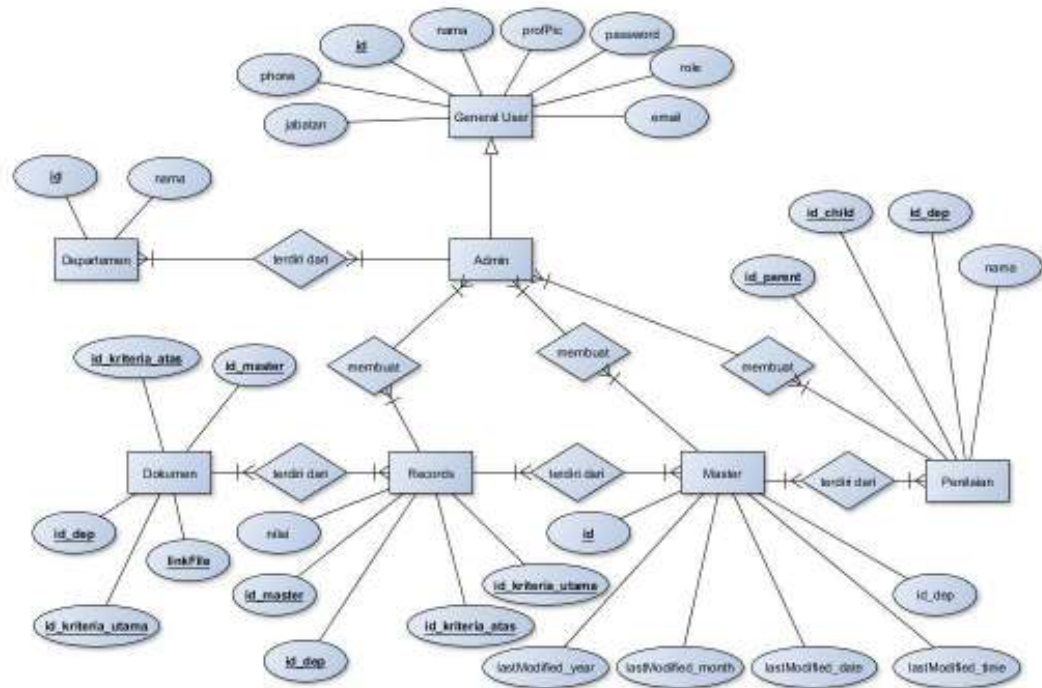 nama
profPic
password
id
role
phone
General User
email
jabatan
id
nama
id_child
id_dep
Departemen
terdiri dari
Admin
id_parent
nama
id_kriteria_atas
id_master
membuat
membuat
membuat
Dokumen
terdiri dari
Records
terdiri dari
Master
terdiri dari
Penilaian
id_dep
nilai
id
linkFile
id_master
id_kriteria_utama
id_dep
id_kriteria_utama
id_kriteria_atas
id_dep
lastModified_year
lastModified_month
lastModified_date
lastModified_time